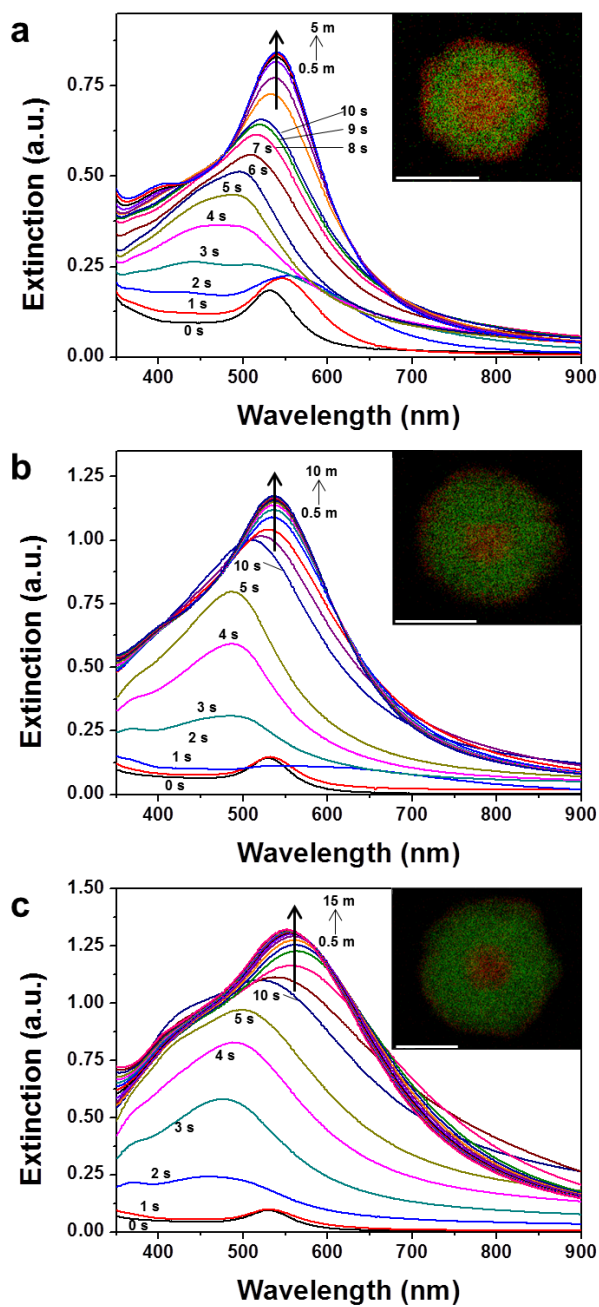 a
5 m
0.5 m
10 s
9 s
8 s
7 s
6 s
5 s
4 s
3 s
2 s
1 s
0 s
0.75
0.50
0.25
0.00
400 500 600 700 800 900
Extinction (a.u.)
Wavelength (nm)
b
10 m
0.5 m
10 s
5 s
4 s
3 s
2 s
1 s
0 s
1.25
1.00
0.75
0.50
0.25
0.00
400 500 600 700 800 900
Extinction (a.u.)
Wavelength (nm)
c
15 m
0.5 m
10 s
5 s
4 s
3 s
2 s
1 s
0 s
1.50
1.25
1.00
0.75
0.50
0.25
0.00
400 500 600 700 800 900
Extinction (a.u.)
Wavelength (nm)